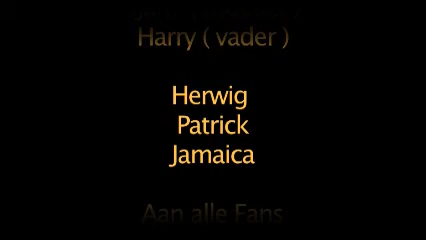 Harry ( vader )
Herwig
Patrick
Jamaica
Aan alle Fans